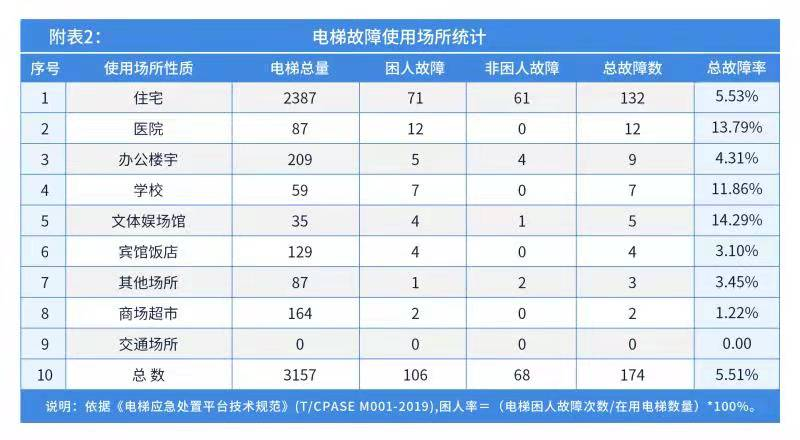 附表2： 电梯故障使用场所统计
序号 使用场所性质 电梯总量 困人故障 非困人故障 总故障数 总故障率
1 住宅 2387 71 61 132 5.53%
2 医院 87 12 0 12 13.79%
3 办公楼宇 209 5 4 9 4.31%
4 学校 59 7 0 7 11.86%
5 文体娱场馆 35 4 1 5 14.29%
6 宾馆饭店 129 4 0 4 3.10%
7 其他场所 87 1 2 3 3.45%
8 商场超市 164 2 0 2 1.22%
9 交通场所 0 0 0 0 0.00
10 总 数 3157 106 68 174 5.51%
说明：依据《电梯应急处置平台技术规范》(T/CPASE M001-2019),困人率＝（电梯困人故障次数/在用电梯数量）*100%。